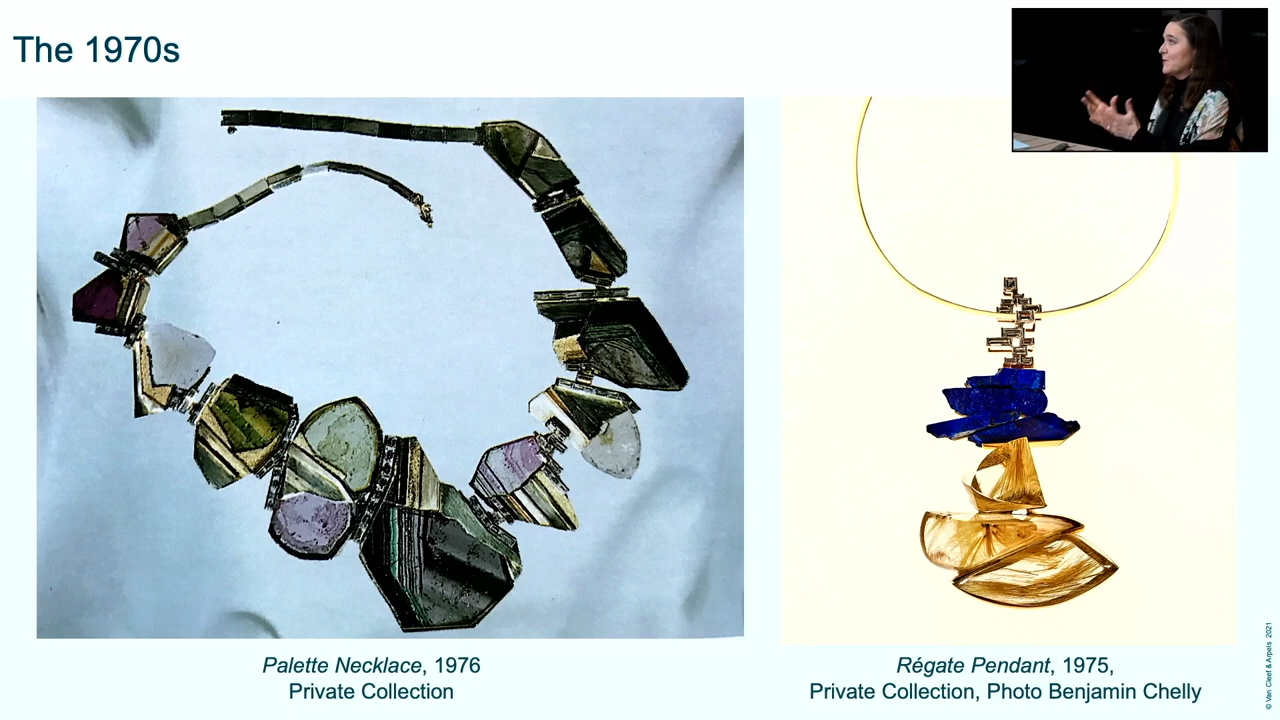 The 1970s
Palette Necklace, 1976
Private Collection
Régate Pendant, 1975,
Private Collection, Photo Benjamin Chelly
© Van Cleef & Arpels 2021